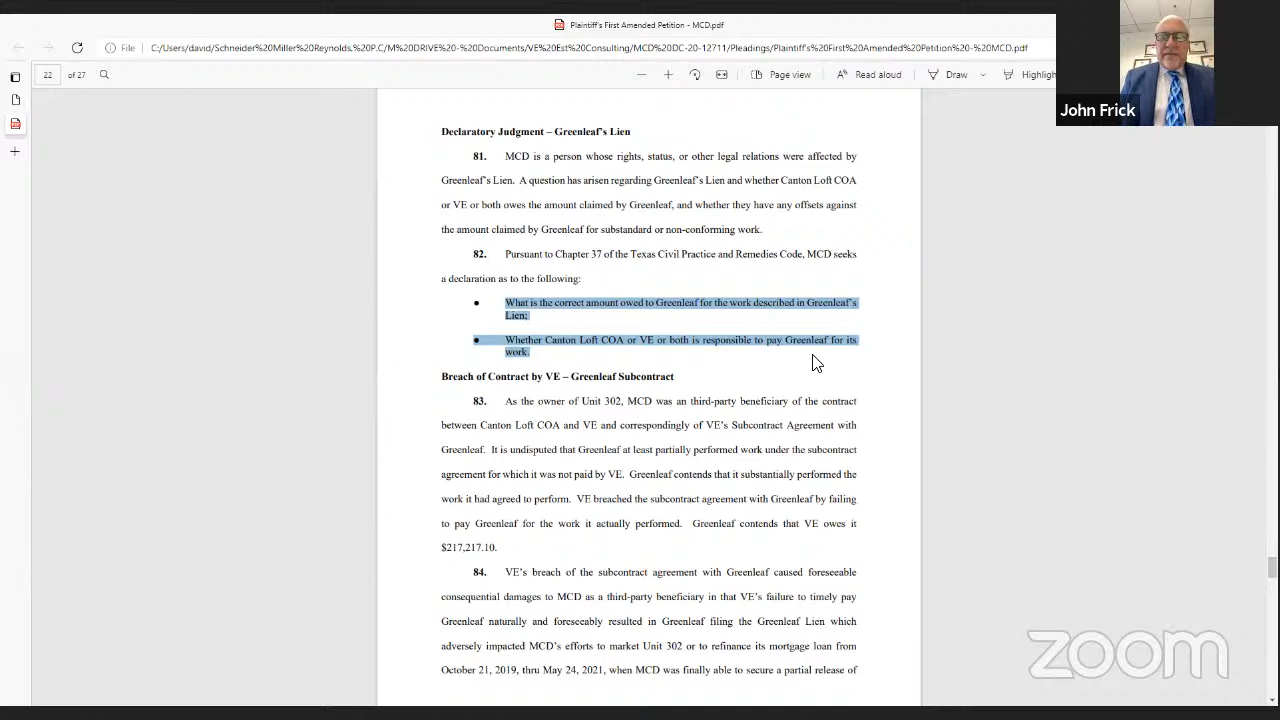 Plaintiff's First Amended Petition - MCD.pdf
File
C:/Users/david/Schneider%20Miller%20Reynolds,%20P.C/M%20DRIVE%20-%20Documents/VE%20Est%20Consulting/MCD%20DC-20-12711/Pleadings/Plaintiff's%20First%20Amended%20Petition%20-%20MCD.pdf
22 of 27
Page view
Read aloud
Draw
Highligh
John Frick
Declaratory Judgment – Greenleaf's Lien
81. MCD is a person whose rights, status, or other legal relations were affected by
Greenleaf's Lien. A question has arisen regarding Greenleaf's Lien and whether Canton Loft COA
or VE or both owes the amount claimed by Greenleaf, and whether they have any offsets against
the amount claimed by Greenleaf for substandard or non-conforming work.
82. Pursuant to Chapter 37 of the Texas Civil Practice and Remedies Code, MCD seeks
a declaration as to the following:
● What is the correct amount owed to Greenleaf for the work described in Greenleaf's
Lien;
● Whether Canton Loft COA or VE or both is responsible to pay Greenleaf for its
work.
Breach of Contract by VE – Greenleaf Subcontract
83. As the owner of Unit 302, MCD was an third-party beneficiary of the contract
between Canton Loft COA and VE and correspondingly of VE's Subcontract Agreement with
Greenleaf. It is undisputed that Greenleaf at least partially performed work under the subcontract
agreement for which it was not paid by VE. Greenleaf contends that it substantially performed the
work it had agreed to perform. VE breached the subcontract agreement with Greenleaf by failing
to pay Greenleaf for the work it actually performed. Greenleaf contends that VE owes it
$217,217.10.
84. VE's breach of the subcontract agreement with Greenleaf caused foreseeable
consequential damages to MCD as a third-party beneficiary in that VE's failure to timely pay
Greenleaf naturally and foreseeably resulted in Greenleaf filing the Greenleaf Lien which
adversely impacted MCD's efforts to market Unit 302 or to refinance its mortgage loan from
October 21, 2019, thru May 24, 2021, when MCD was finally able to secure a partial release of
zoom